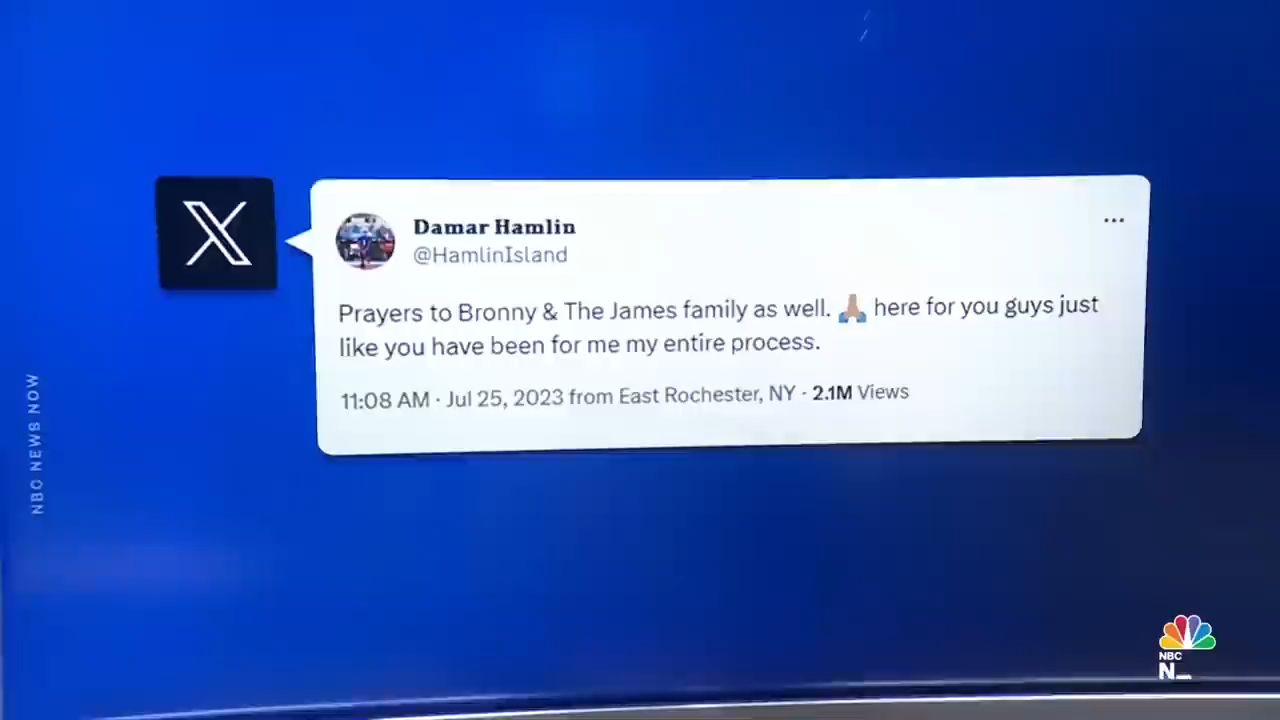 Damar Hamlin
@HamlinIsland
Prayers to Bronny & The James family as well. 🙏🏽 here for you guys just
like you have been for me my entire process.
11:08 AM · Jul 25, 2023 from East Rochester, NY · 2.1M Views
NBC NEWS NOW
NBC
N_